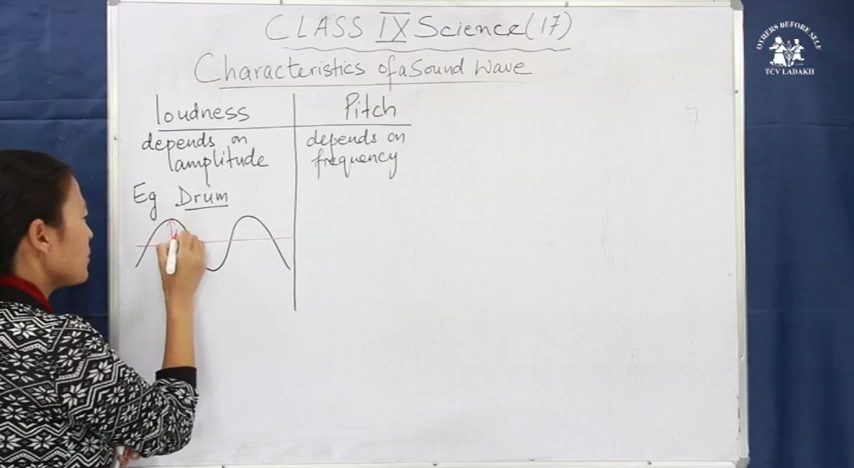 CLASS IX Science (17)
Characteristics of a Sound Wave
loudness
depends on
amplitude
Eg Drum
Pitch
depends on
frequency
OTHERS BEFORE SELF
TCV LADAKH